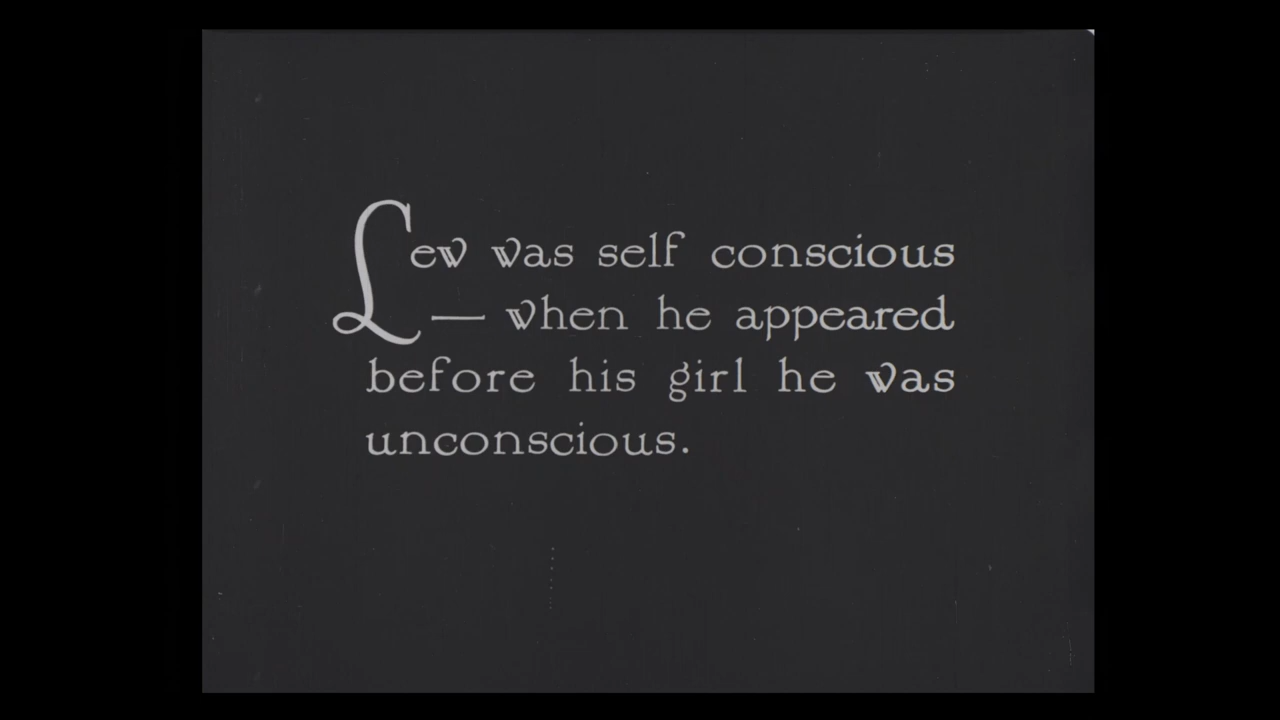 Lew was self conscious
— when he appeared
before his girl he was
unconscious.